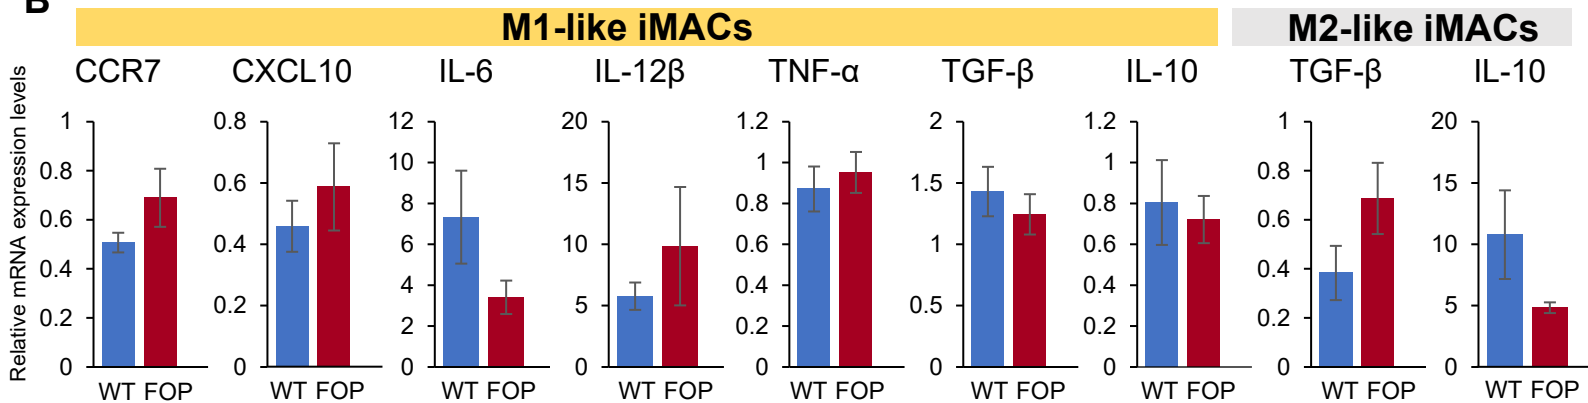 B
M1-like iMACs
M2-like iMACs
CCR7
CXCL10
IL-6
IL-12β
TNF-α
TGF-β
IL-10
TGF-β
IL-10
Relative mRNA expression levels
1
0.8
0.6
0.4
0.2
0
WT FOP
0.8
0.6
0.4
0.2
0
WT FOP
12
10
8
6
4
2
0
WT FOP
20
15
10
5
0
WT FOP
1.2
1
0.8
0.6
0.4
0.2
0
WT FOP
2
1.5
1
0.5
0
WT FOP
1.2
1
0.8
0.6
0.4
0.2
0
WT FOP
1
0.8
0.6
0.4
0.2
0
WT FOP
20
15
10
5
0
WT FOP